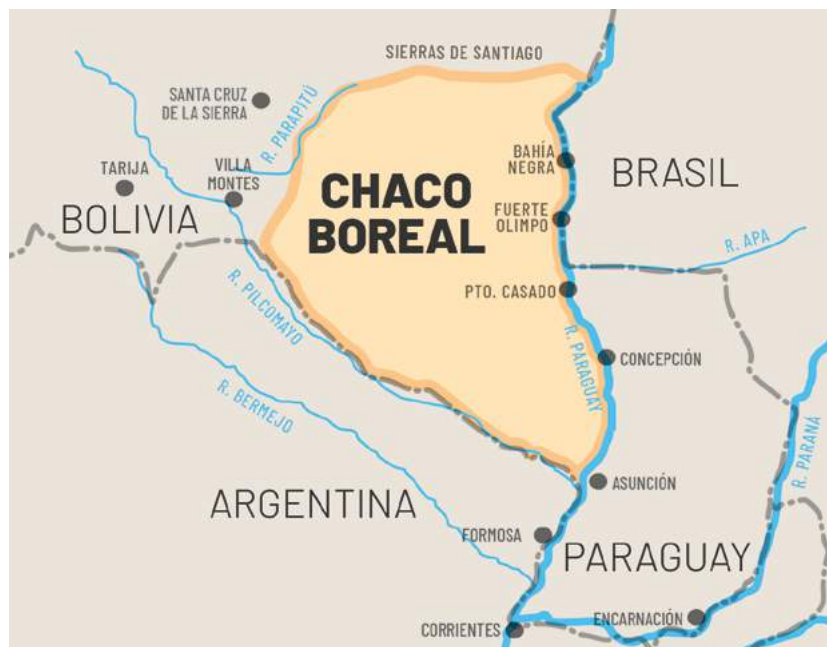 SIERRAS DE SANTIAGO
SANTA CRUZ
DE LA SIERRA
R. PARAPITÚ
TARIJA
VILLA
MONTES
BOLIVIA
CHACO
BOREAL
BAHÍA
NEGRA
BRASIL
FUERTE
OLIMPO
R. APA
PTO. CASADO
R. PILCOMAYO
R. PARAGUAY
CONCEPCIÓN
R. BERMEJO
R. PARANÁ
ASUNCIÓN
ARGENTINA
FORMOSA
PARAGUAY
ENCARNACIÓN
CORRIENTES